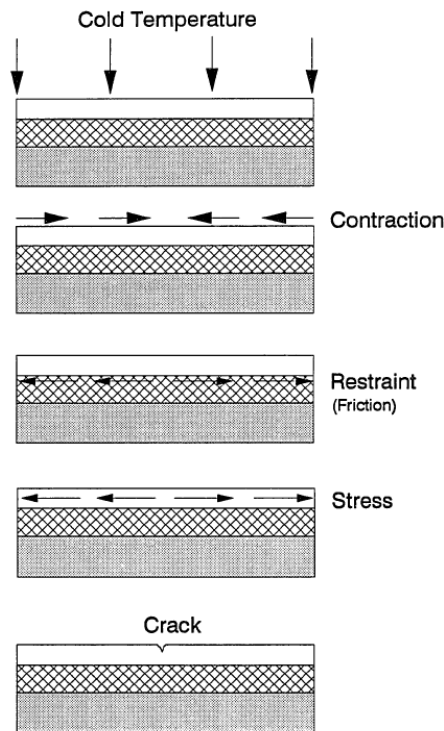 Cold Temperature
Contraction
Restraint
(Friction)
Stress
Crack